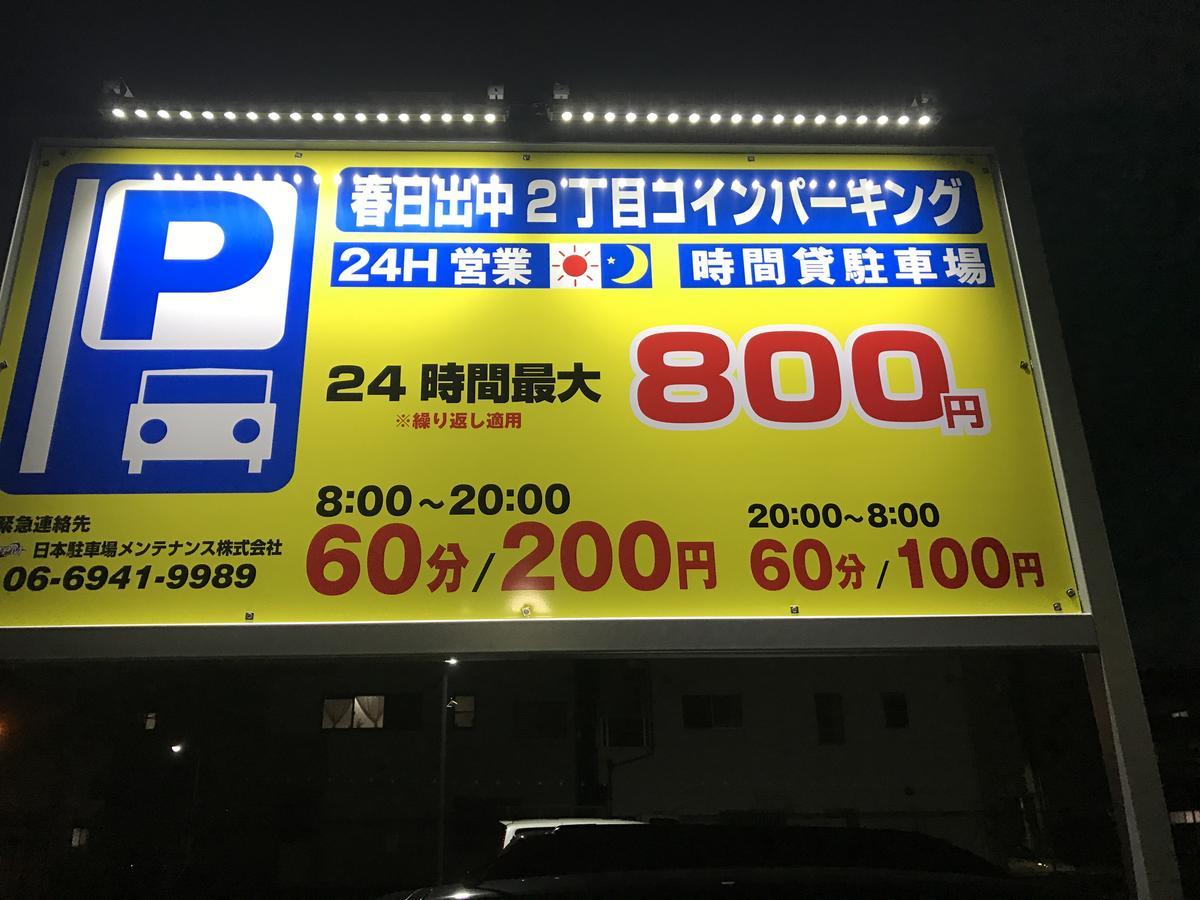 P
春日出中2丁目コインパーキング
24H 営業
時間貸駐車場
24 時間最大
800円
※繰り返し適用
8:00～20:00
60分/200円
20:00～8:00
60分/100円
緊急連絡先
日本駐車場メンテナンス株式会社
06-6941-9989